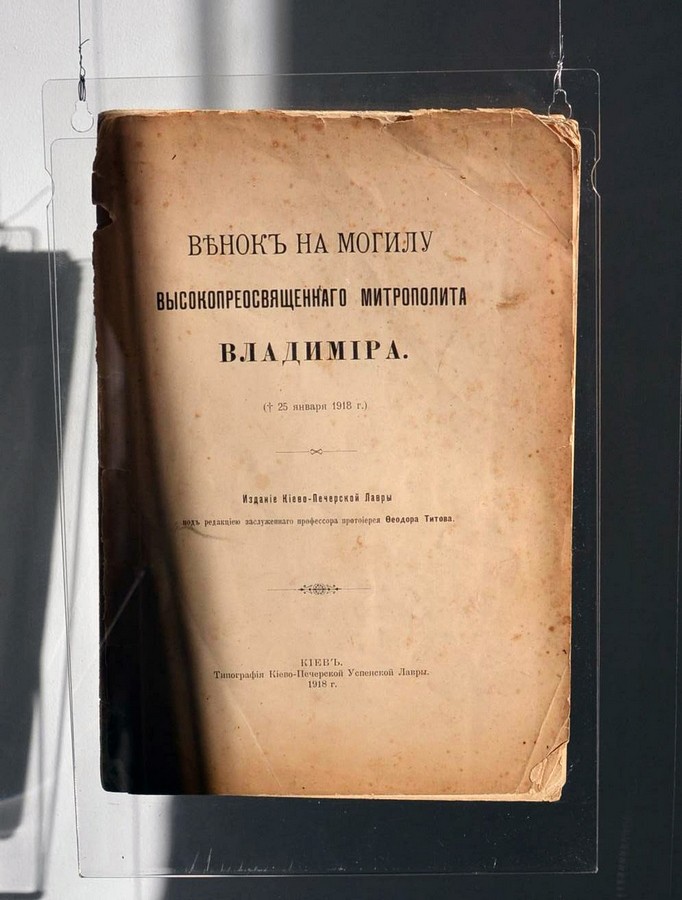 ВѢНОКЪ НА МОГИЛУ
ВЫСОКОПРЕОСВЯЩЕННАГО МИТРОПОЛИТА
ВЛАДИМІРА.
(† 25 января 1918 г.)
Изданіе Кіево-Печерской Лавры
подъ редакціею заслуженнаго профессора протоіерея Ѳеодора Титова.
КІЕВЪ.
Типографія Кіево-Печерской Успенской Лавры.
1918 г.